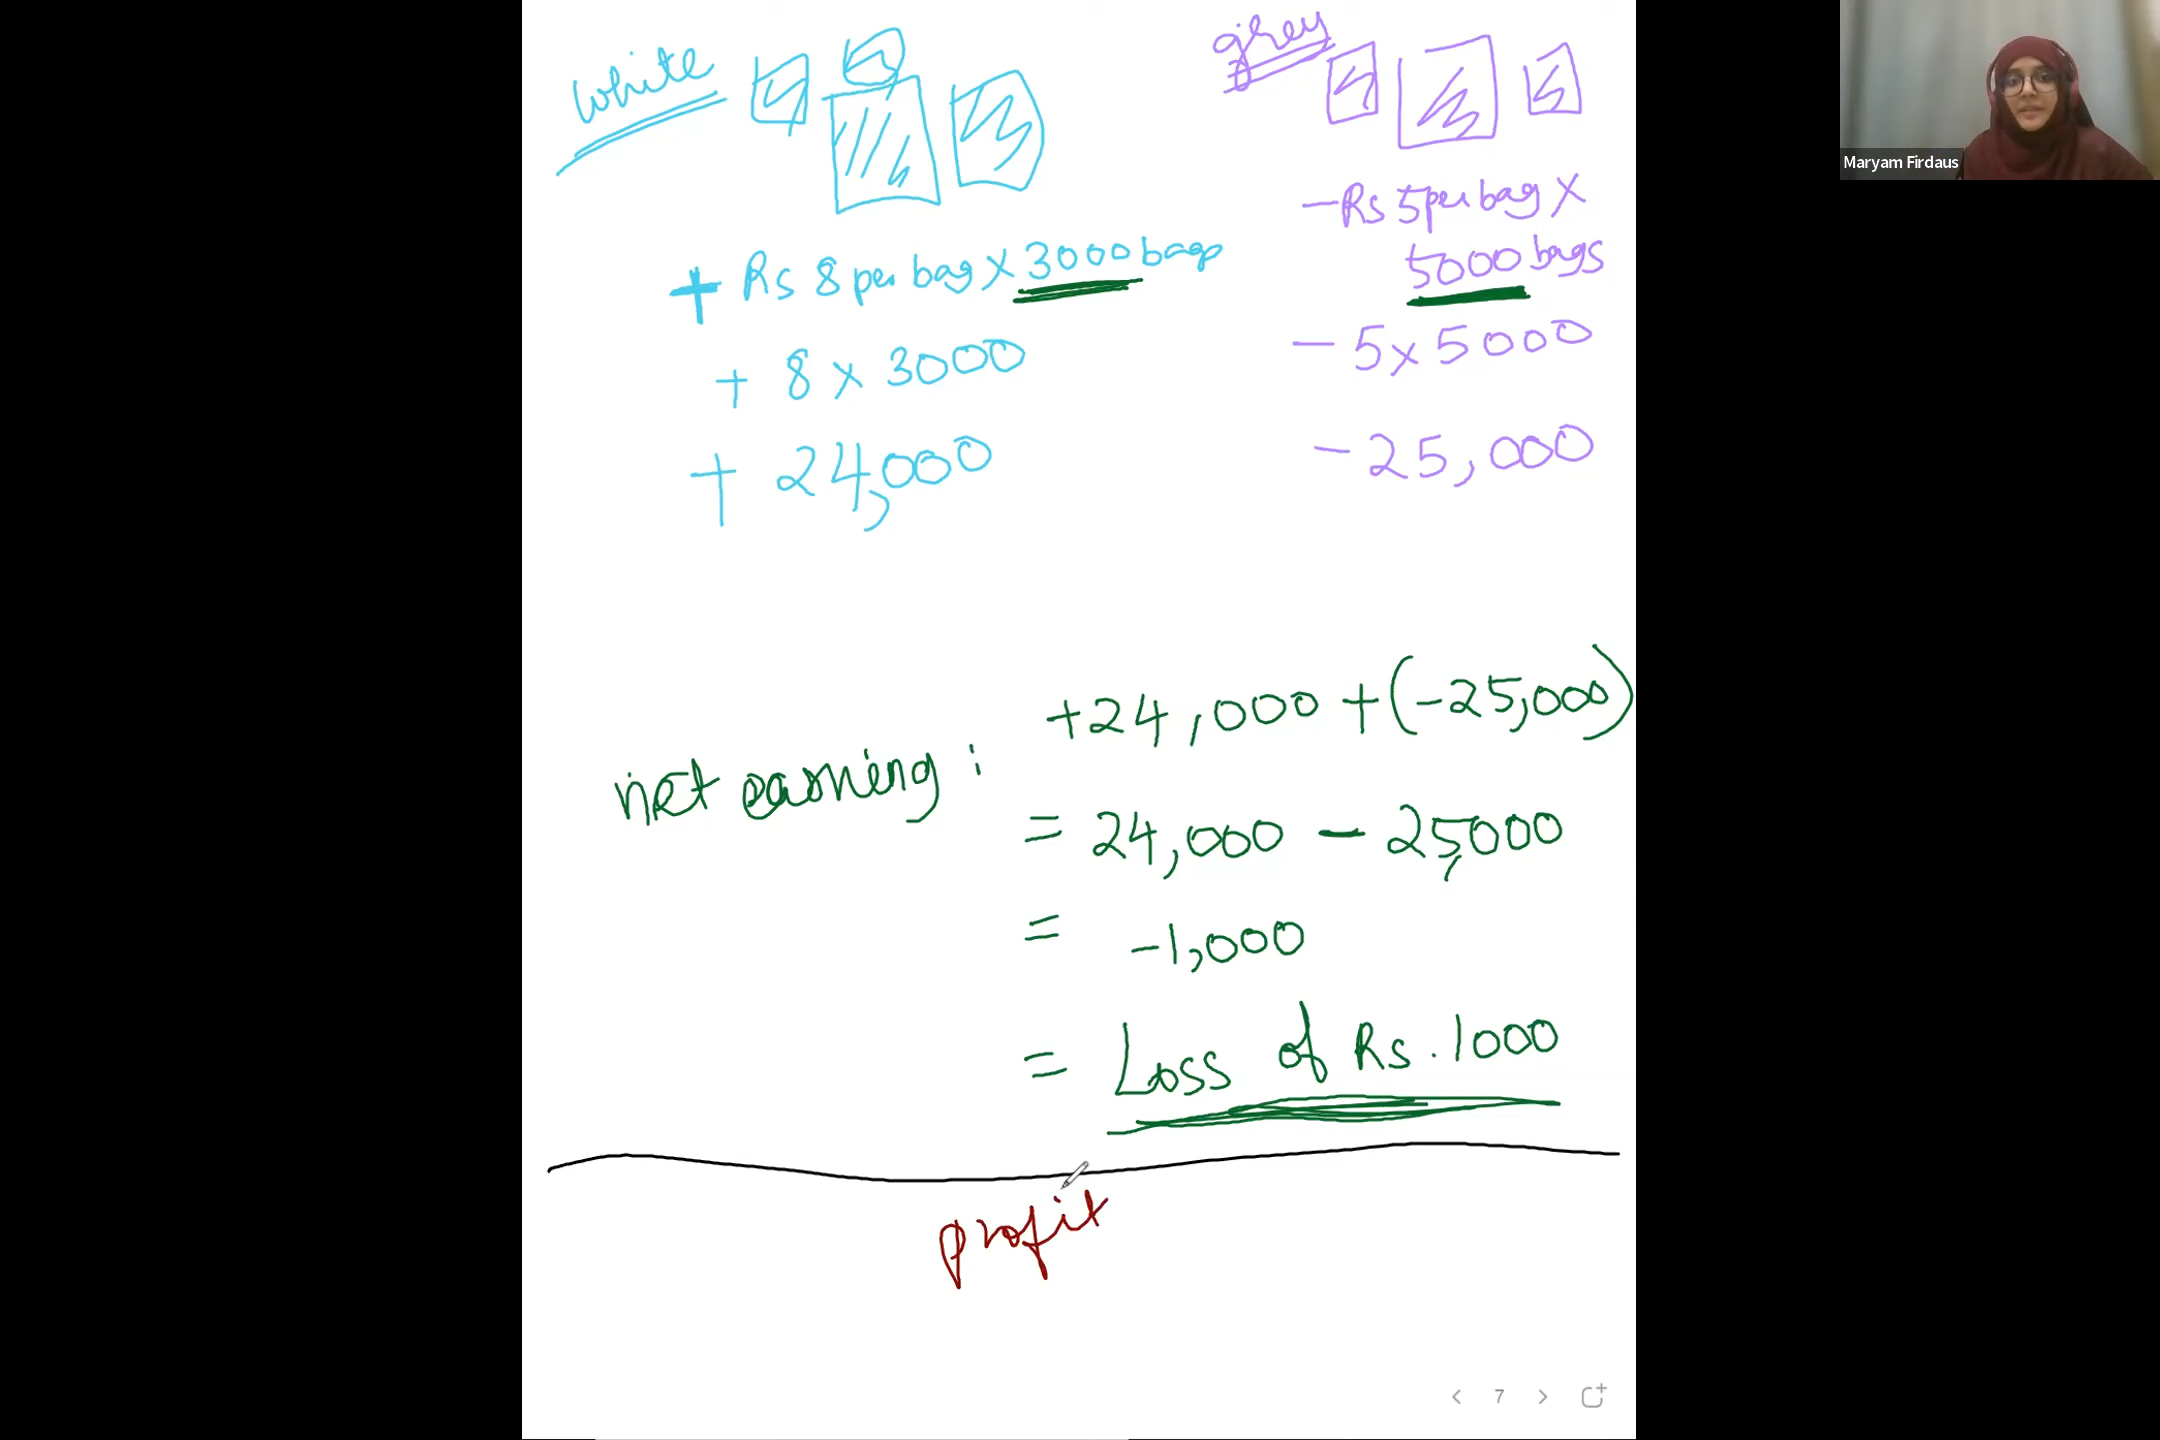 white
+ Rs 8 per bag × 3000 bags
+ 8 × 3000
+ 24,000
grey
- Rs 5 per bag ×
5000 bags
- 5 × 5000
- 25,000
net earning :
+24,000 + (-25,000)
= 24,000 - 25,000
= -1,000
= Loss of Rs. 1000
profit
Maryam Firdaus
< 7 >